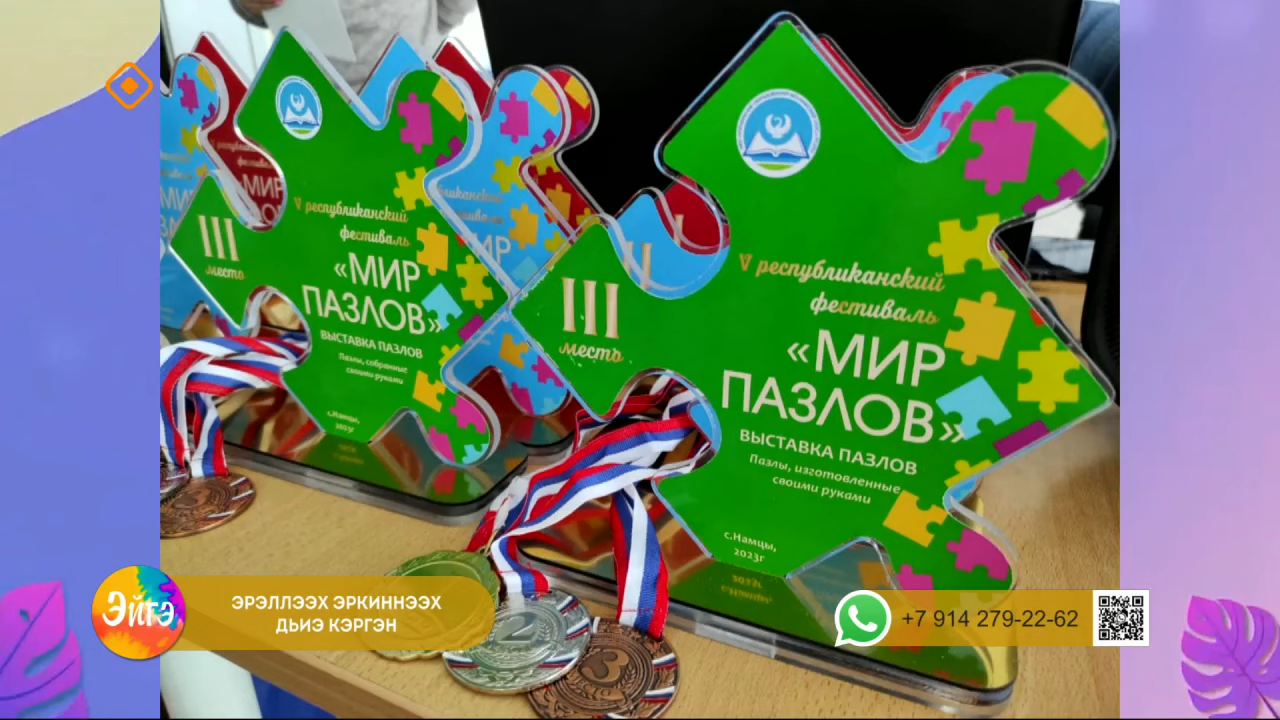 V республиканский
фестиваль
«МИР
ПАЗЛОВ»
ВЫСТАВКА ПАЗЛОВ
Пазлы, собранные
своими руками
с.Намцы,
2023г
III
место
V республиканский
фестиваль
«МИР
ПАЗЛОВ»
ВЫСТАВКА ПАЗЛОВ
Пазлы, изготовленные
своими руками
с.Намцы,
2023г
III
место
2
3
Эйгэ
ЭРЭЛЛЭЭХ ЭРКИННЭЭХ
ДЬИЭ КЭРГЭН
+7 914 279-22-62